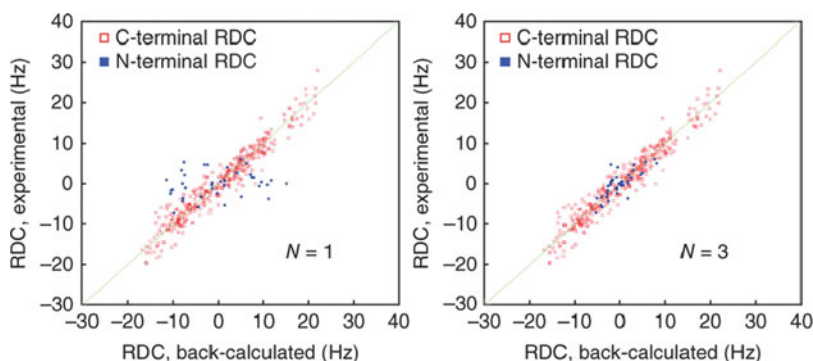 RDC, experimental (Hz)
40
30
20
10
0
−10
−20
−30
C-terminal RDC
N-terminal RDC
N = 1
−30 −20 −10 0 10 20 30 40
RDC, back-calculated (Hz)
RDC, experimental (Hz)
40
30
20
10
0
−10
−20
−30
C-terminal RDC
N-terminal RDC
N = 3
−30 −20 −10 0 10 20 30 40
RDC, back-calculated (Hz)